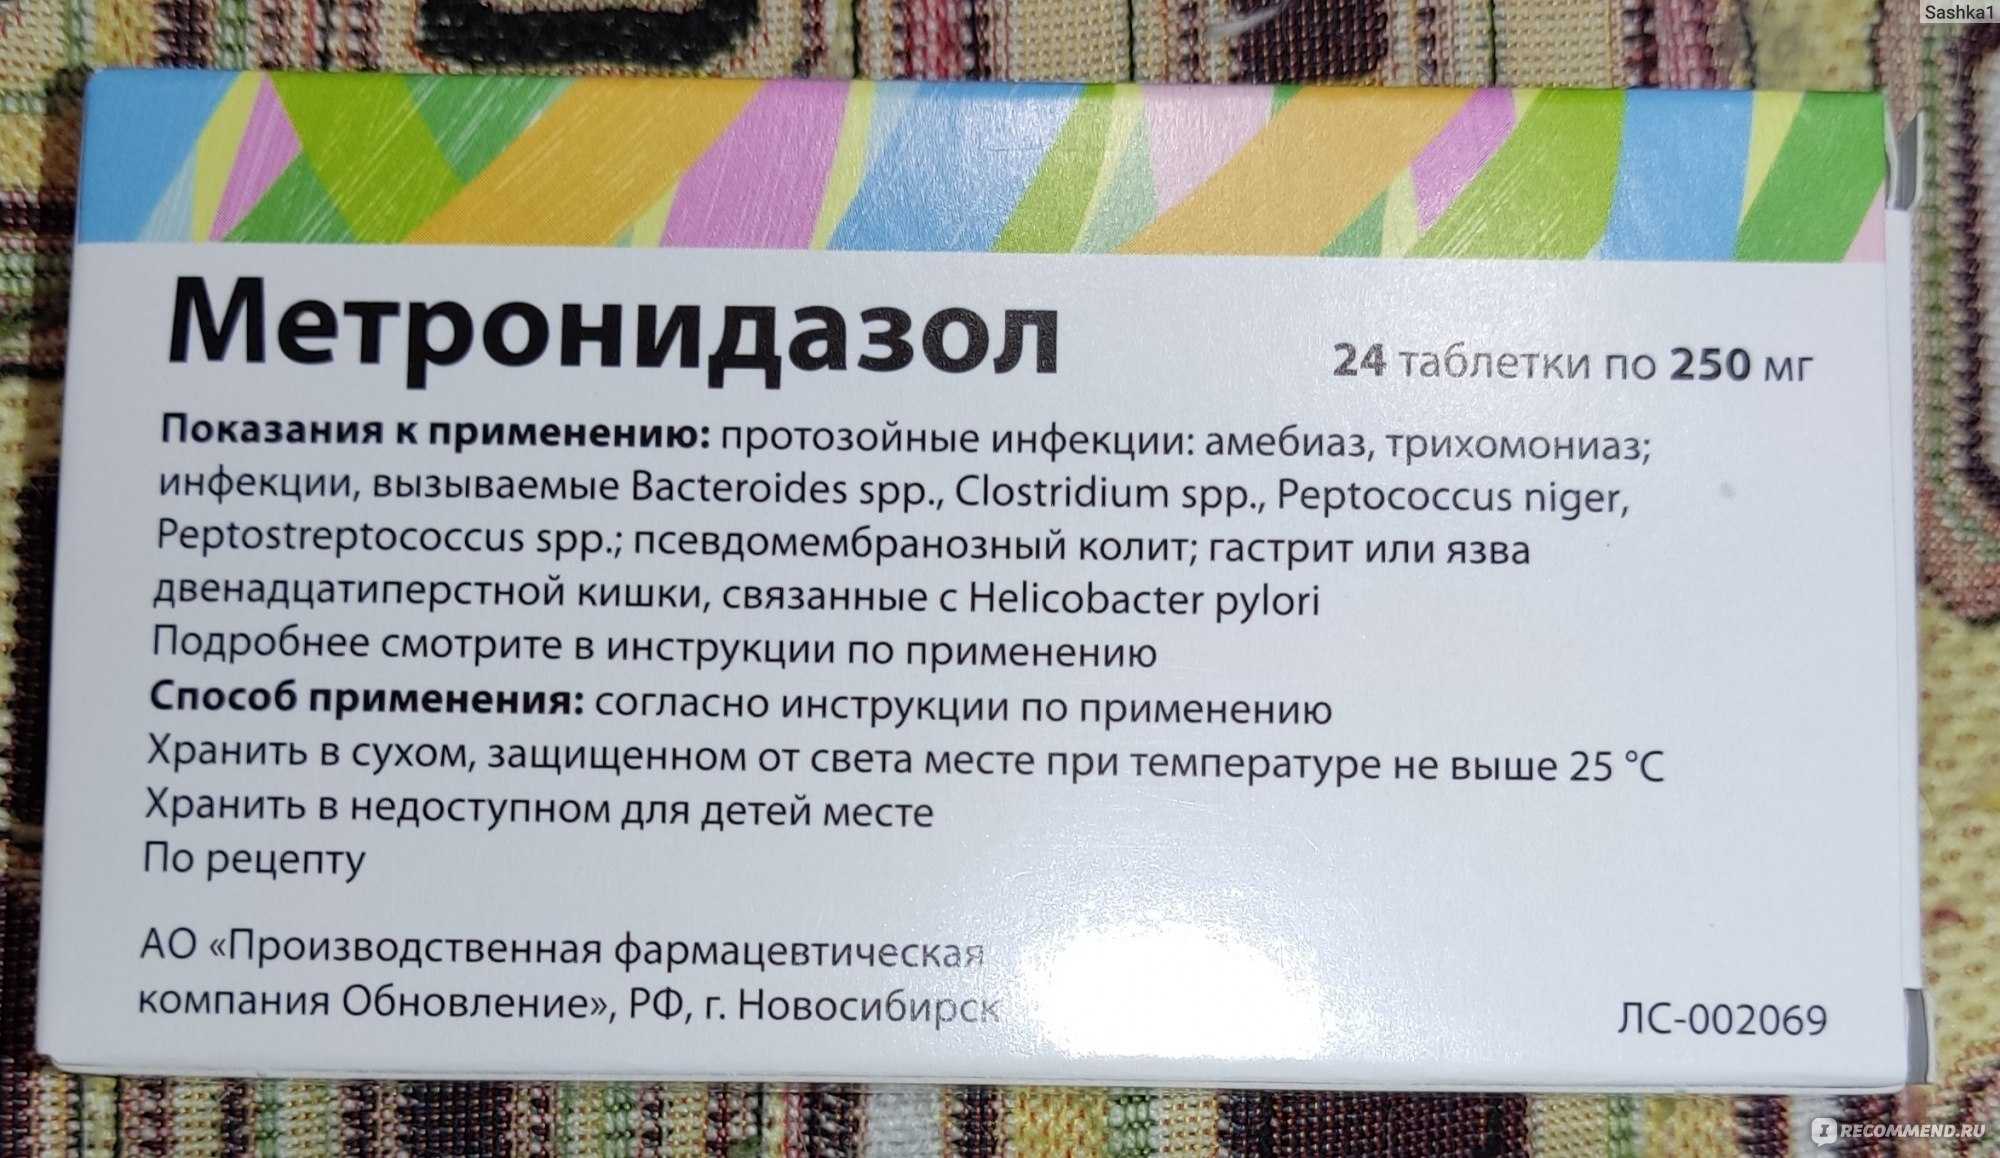 Sashka1
Метронидазол
24 таблетки по 250 мг
Показания к применению: протозойные инфекции: амебиаз, трихомониаз;
инфекции, вызываемые Bacteroides spp., Clostridium spp., Peptococcus niger,
Peptostreptococcus spp.; псевдомембранозный колит; гастрит или язва
двенадцатиперстной кишки, связанные с Helicobacter pylori
Подробнее смотрите в инструкции по применению
Способ применения: согласно инструкции по применению
Хранить в сухом, защищенном от света месте при температуре не выше 25 °С
Хранить в недоступном для детей месте
По рецепту
АО «Производственная фармацевтическая
компания Обновление», РФ, г. Новосибирск
ЛС-002069
IRECOMMEND.RU